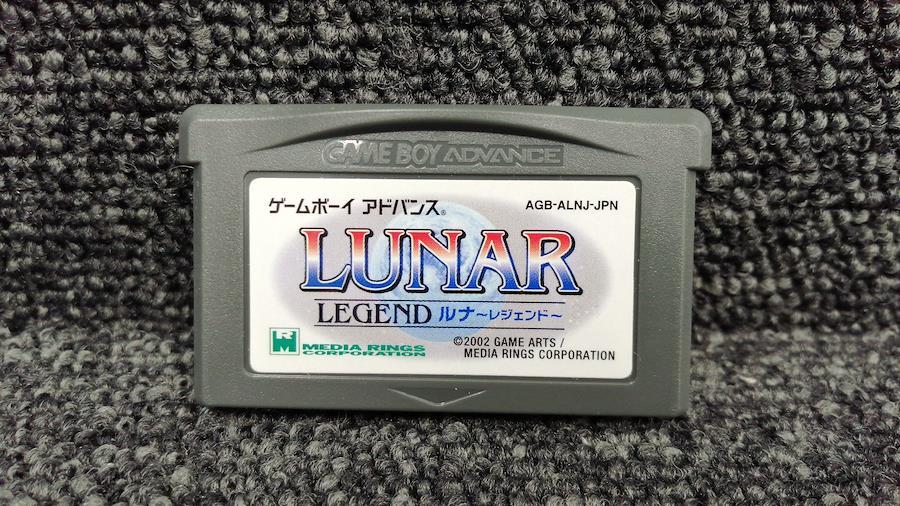 GAME BOY ADVANCE
ゲームボーイ アドバンス® AGB-ALNJ-JPN
LUNAR
LEGEND ルナ～レジェンド～
RM MEDIA RINGS CORPORATION
©2002 GAME ARTS/
MEDIA RINGS CORPORATION